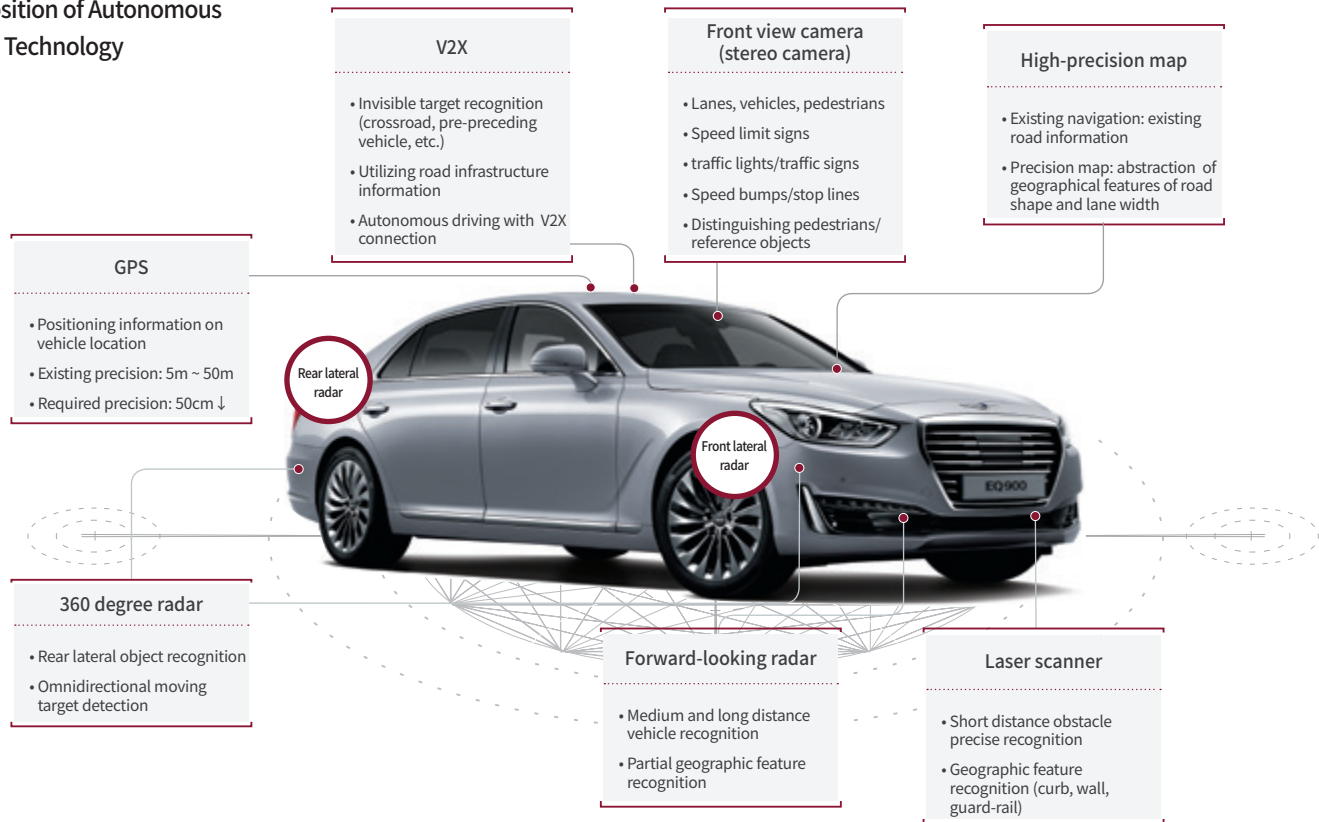 osition of Autonomous
Technology
V2X
• Invisible target recognition
(crossroad, pre-preceding
vehicle, etc.)
• Utilizing road infrastructure
information
• Autonomous driving with V2X
connection
Front view camera
(stereo camera)
• Lanes, vehicles, pedestrians
• Speed limit signs
• traffic lights/traffic signs
• Speed bumps/stop lines
• Distinguishing pedestrians/
reference objects
High-precision map
• Existing navigation: existing
road information
• Precision map: abstraction of
geographical features of road
shape and lane width
GPS
• Positioning information on
vehicle location
• Existing precision: 5m ~ 50m
• Required precision: 50cm ↓
Rear lateral
radar
Front lateral
radar
EQ900
360 degree radar
• Rear lateral object recognition
• Omnidirectional moving
target detection
Forward-looking radar
• Medium and long distance
vehicle recognition
• Partial geographic feature
recognition
Laser scanner
• Short distance obstacle
precise recognition
• Geographic feature
recognition (curb, wall,
guard-rail)